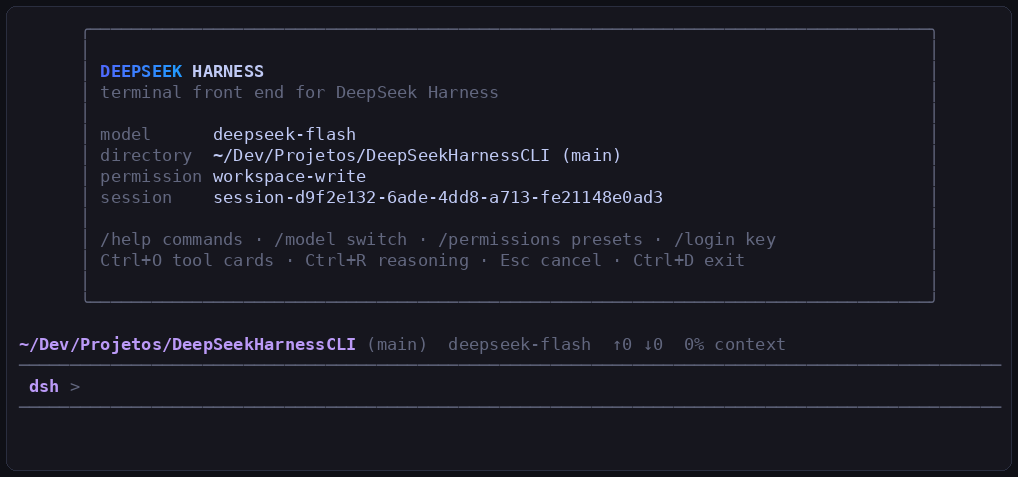 DEEPSEEK HARNESS
terminal front end for DeepSeek Harness
model      deepseek-flash
directory  ~/Dev/Projetos/DeepSeekHarnessCLI (main)
permission workspace-write
session    session-d9f2e132-6ade-4dd8-a713-fe21148e0ad3
/help commands · /model switch · /permissions presets · /login key
Ctrl+O tool cards · Ctrl+R reasoning · Esc cancel · Ctrl+D exit
~/Dev/Projetos/DeepSeekHarnessCLI (main)  deepseek-flash  ↑0 ↓0  0% context
dsh >